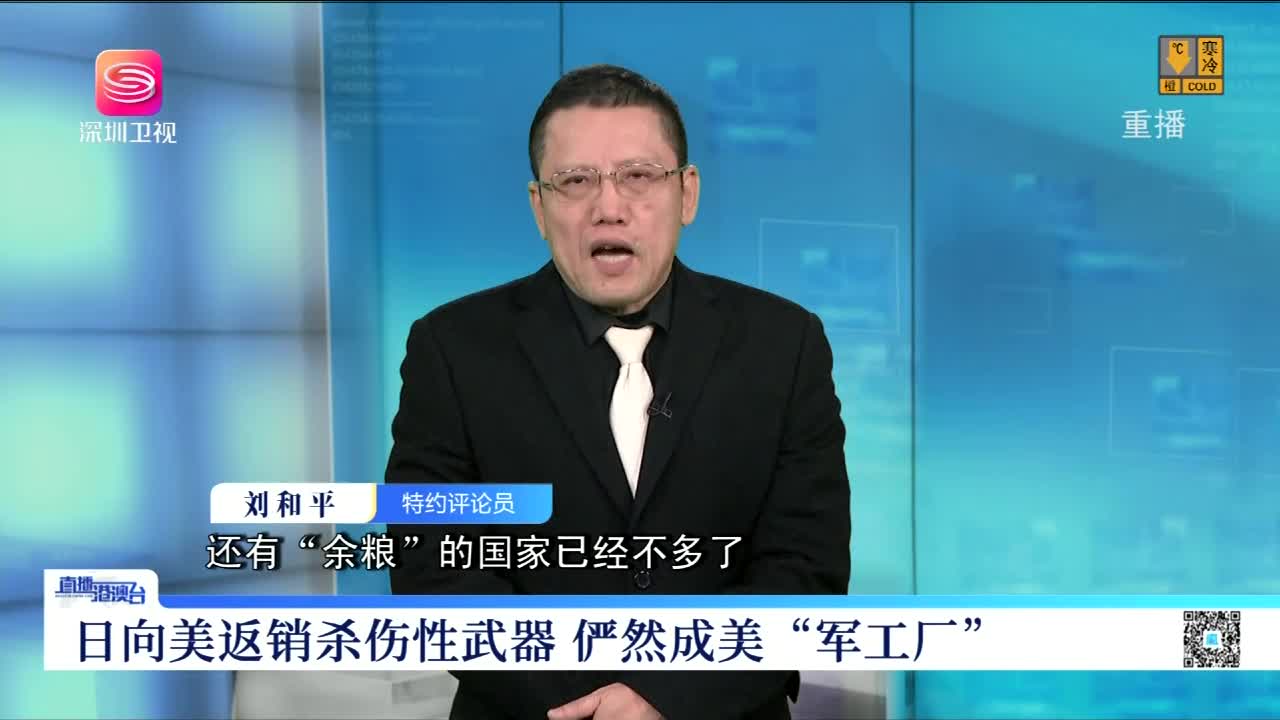 ℃
寒冷
橙
COLD
深圳卫视
重播
刘和平
特约评论员
还有“余粮”的国家已经不多了
直播港澳台
日向美返销杀伤性武器 俨然成美“军工厂”